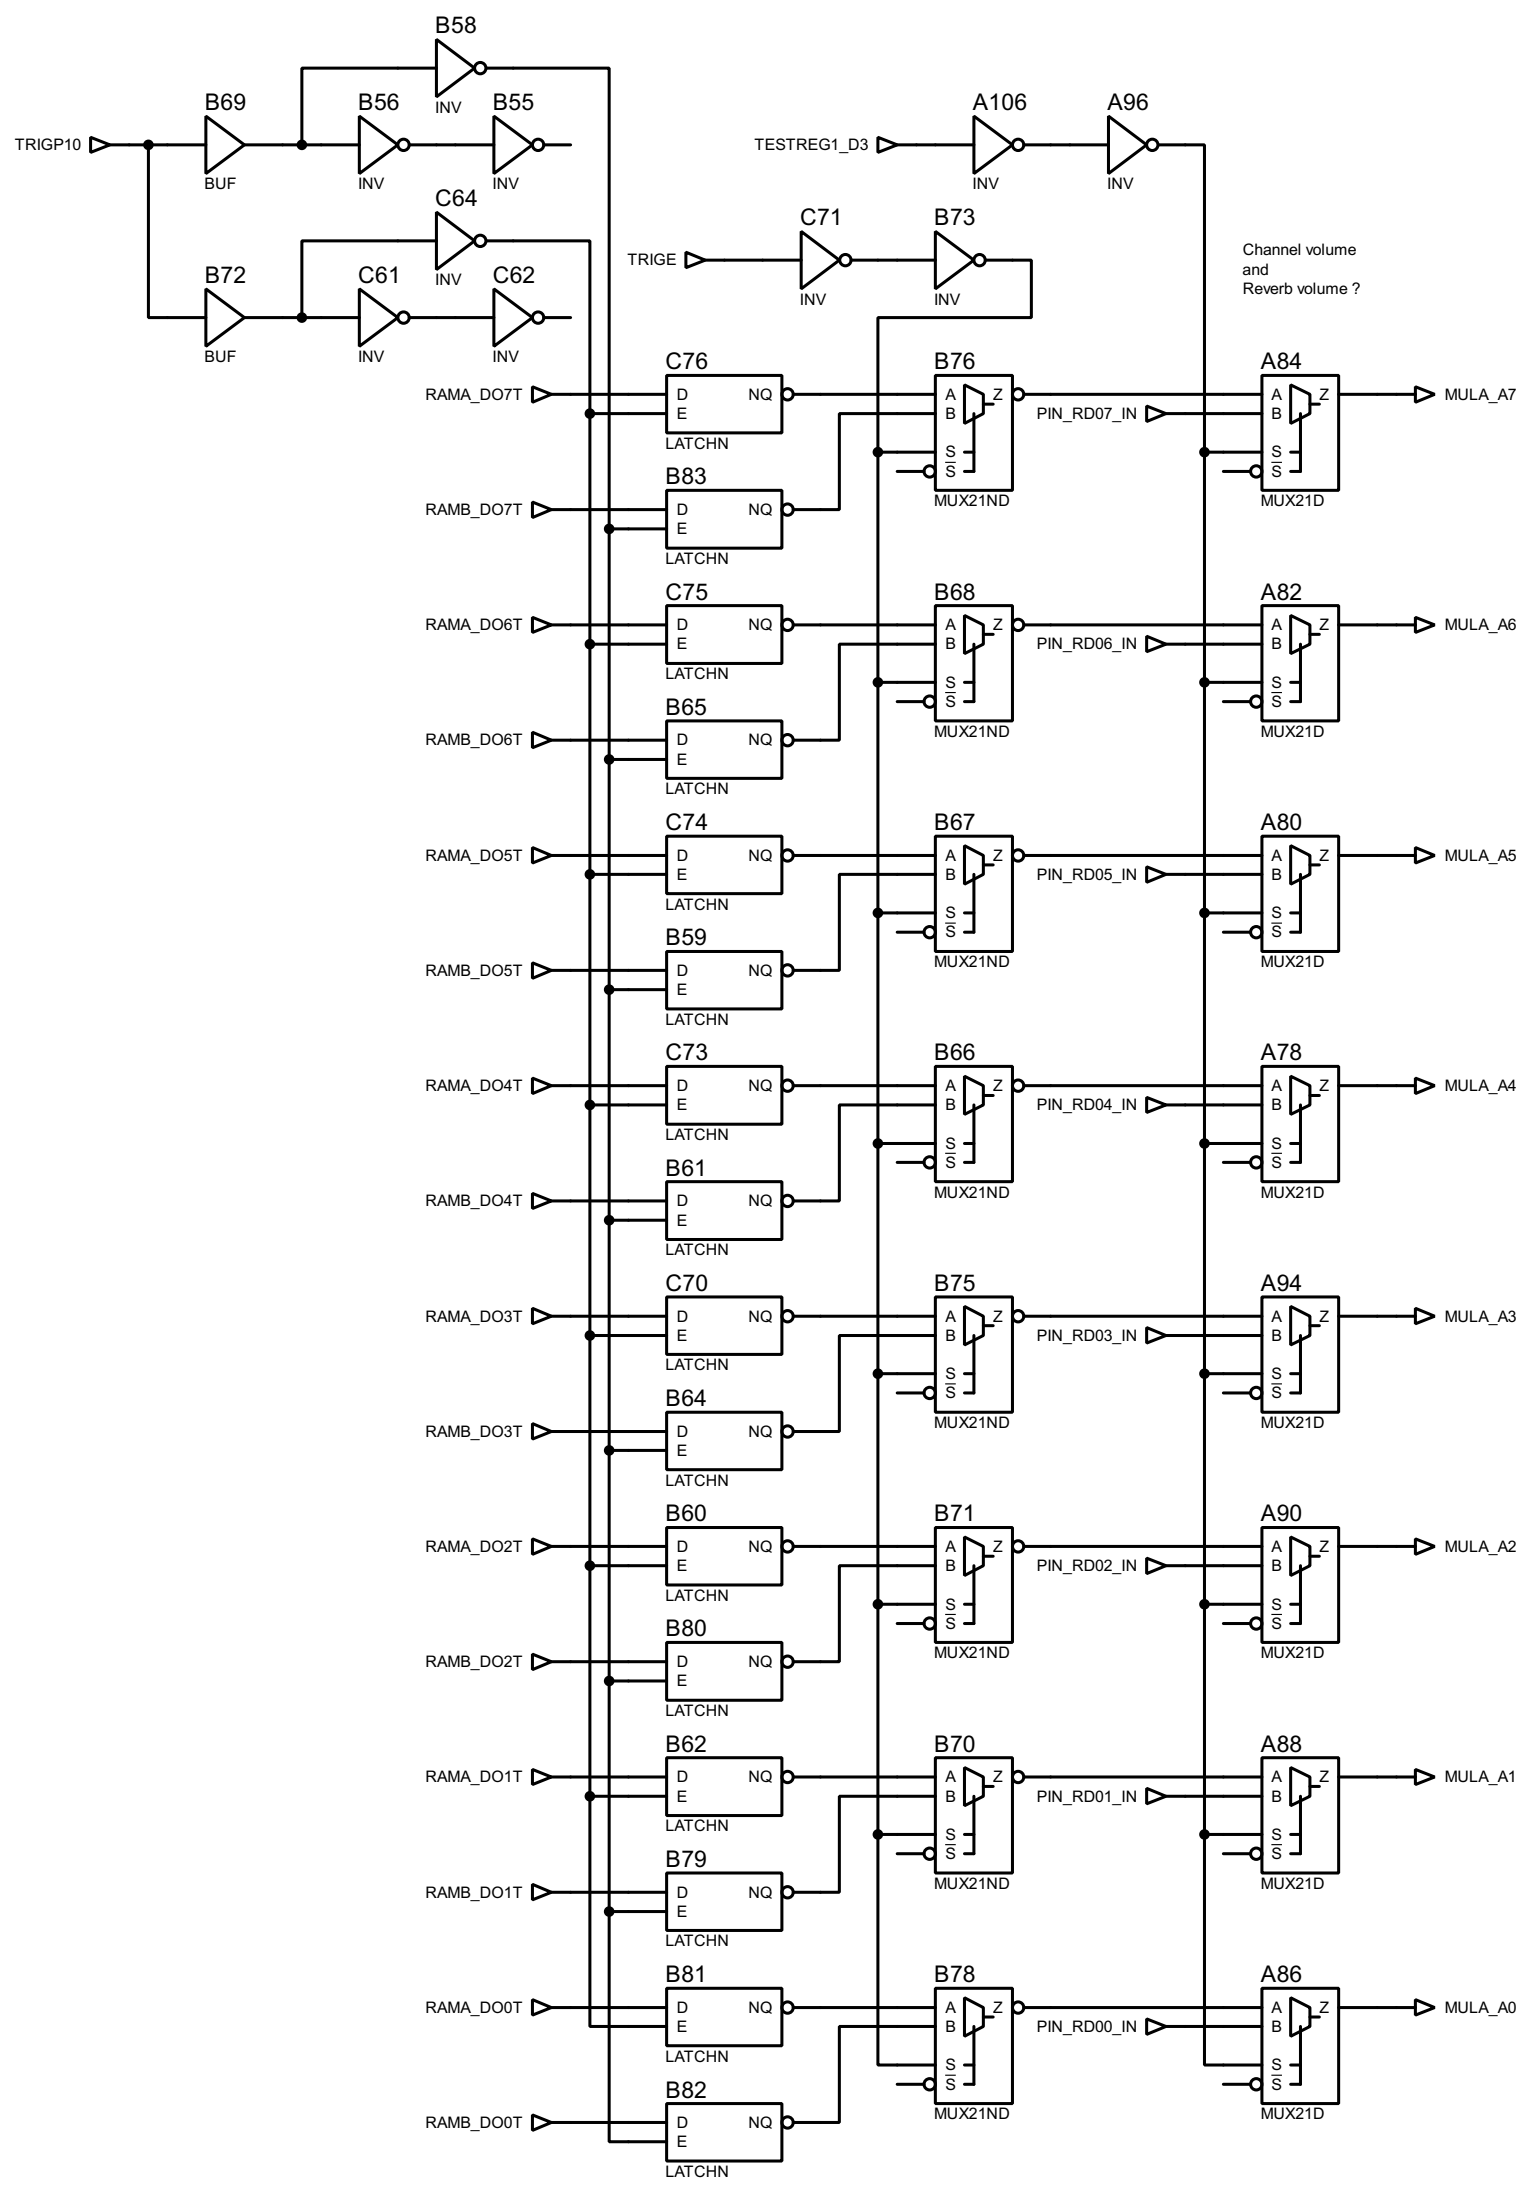 B58
INV
B69
B56
B55
A106
A96
TRIGP10
TESTREG1_D3
BUF
INV
INV
INV
INV
C64
INV
C71
B73
TRIGE
INV
INV
Channel volume
and
Reverb volume ?
B72
C61
C62
BUF
INV
INV
C76
B76
A84
RAMA_DO7T
D NQ
E
A Z
B
PIN_RD07_IN
A Z
B
MULA_A7
LATCHN
S
S
S
S
B83
MUX21ND
MUX21D
RAMB_DO7T
D NQ
E
LATCHN
C75
B68
A82
RAMA_DO6T
D NQ
E
A Z
B
PIN_RD06_IN
A Z
B
MULA_A6
LATCHN
S
S
S
S
B65
MUX21ND
MUX21D
RAMB_DO6T
D NQ
E
LATCHN
C74
B67
A80
RAMA_DO5T
D NQ
E
A Z
B
PIN_RD05_IN
A Z
B
MULA_A5
LATCHN
S
S
S
S
B59
MUX21ND
MUX21D
RAMB_DO5T
D NQ
E
LATCHN
C73
B66
A78
RAMA_DO4T
D NQ
E
A Z
B
PIN_RD04_IN
A Z
B
MULA_A4
LATCHN
S
S
S
S
B61
MUX21ND
MUX21D
RAMB_DO4T
D NQ
E
LATCHN
C70
B75
A94
RAMA_DO3T
D NQ
E
A Z
B
PIN_RD03_IN
A Z
B
MULA_A3
LATCHN
S
S
S
S
B64
MUX21ND
MUX21D
RAMB_DO3T
D NQ
E
LATCHN
B60
B71
A90
RAMA_DO2T
D NQ
E
A Z
B
PIN_RD02_IN
A Z
B
MULA_A2
LATCHN
S
S
S
S
B80
MUX21ND
MUX21D
RAMB_DO2T
D NQ
E
LATCHN
B62
B70
A88
RAMA_DO1T
D NQ
E
A Z
B
PIN_RD01_IN
A Z
B
MULA_A1
LATCHN
S
S
S
S
B79
MUX21ND
MUX21D
RAMB_DO1T
D NQ
E
LATCHN
B81
B78
A86
RAMA_DO0T
D NQ
E
A Z
B
PIN_RD00_IN
A Z
B
MULA_A0
LATCHN
S
S
S
S
B82
MUX21ND
MUX21D
RAMB_DO0T
D NQ
E
LATCHN